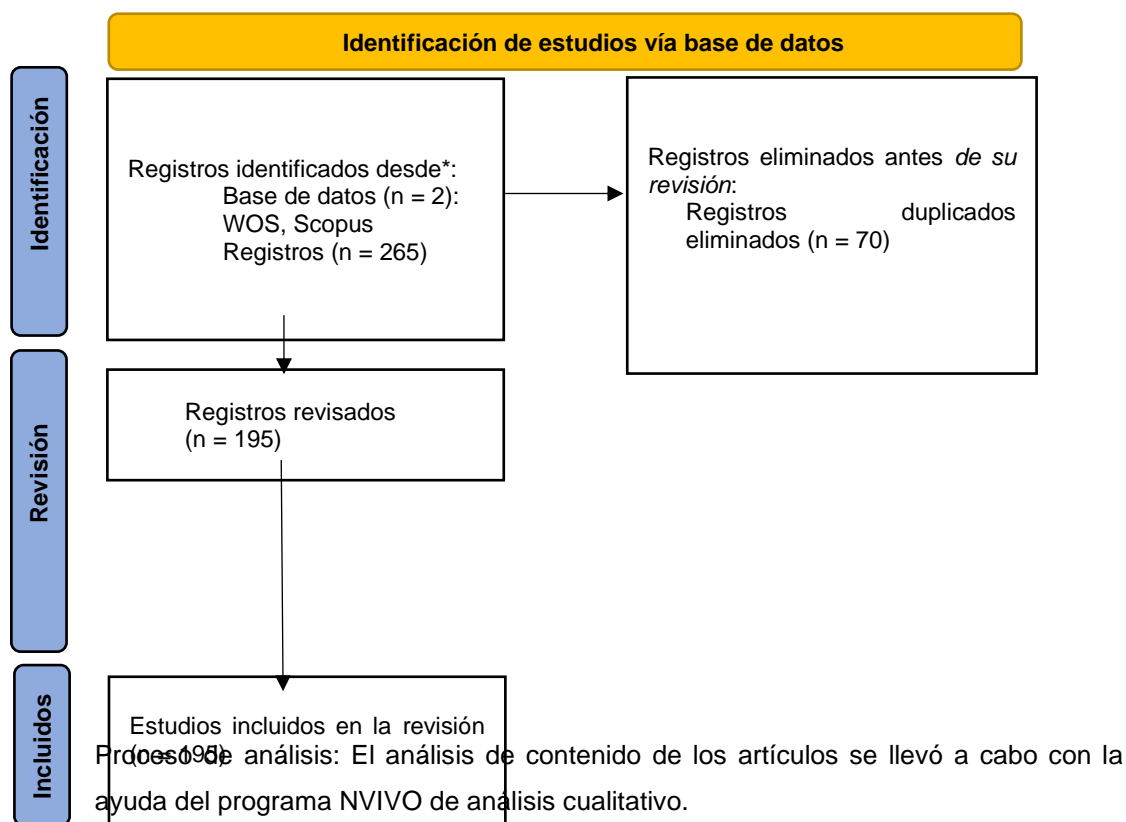 Identificación de estudios vía base de datos
Identificación
Registros identificados desde*:
Base de datos (n = 2):
WOS, Scopus
Registros (n = 265)
Registros eliminados antes de su
revisión:
Registros duplicados
eliminados (n = 70)
Revisión
Registros revisados
(n = 195)
Incluidos
Estudios incluidos en la revisión
(n = 195)
Proceso de análisis: El análisis de contenido de los artículos se llevó a cabo con la
ayuda del programa NVIVO de análisis cualitativo.